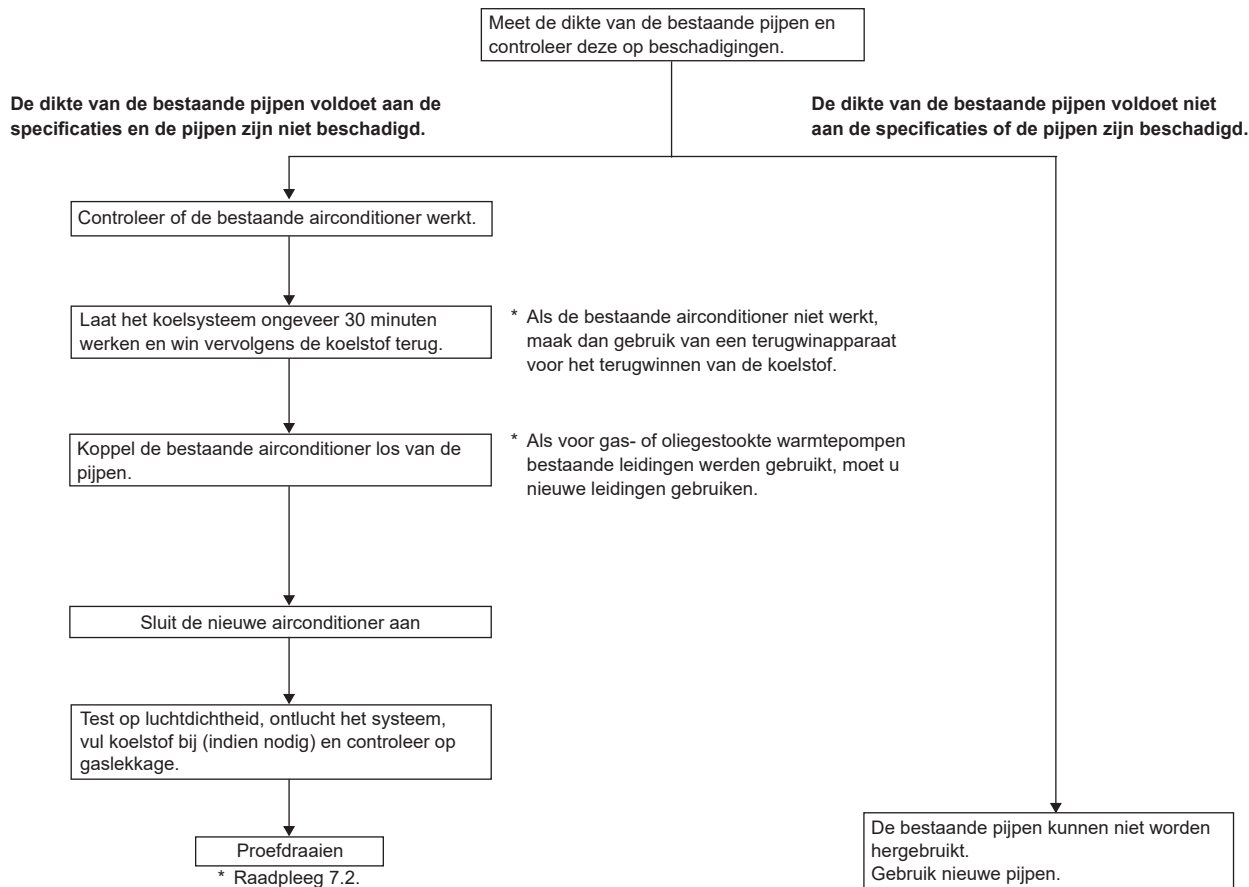 Meet de dikte van de bestaande pijpen en
controleer deze op beschadigingen.
De dikte van de bestaande pijpen voldoet aan de
specificaties en de pijpen zijn niet beschadigd.
De dikte van de bestaande pijpen voldoet niet
aan de specificaties of de pijpen zijn beschadigd.
Controleer of de bestaande airconditioner werkt.
Laat het koelsysteem ongeveer 30 minuten
werken en win vervolgens de koelstof terug.
* Als de bestaande airconditioner niet werkt,
maak dan gebruik van een terugwinapparaat
voor het terugwinnen van de koelstof.
Koppel de bestaande airconditioner los van de
pijpen.
* Als voor gas- of oliegestookte warmtepompen
bestaande leidingen werden gebruikt, moet u
nieuwe leidingen gebruiken.
Sluit de nieuwe airconditioner aan
Test op luchtdichtheid, ontlucht het systeem,
vul koelstof bij (indien nodig) en controleer op
gaslekkage.
Proefdraaien
* Raadpleeg 7.2.
De bestaande pijpen kunnen niet worden
hergebruikt.
Gebruik nieuwe pijpen.